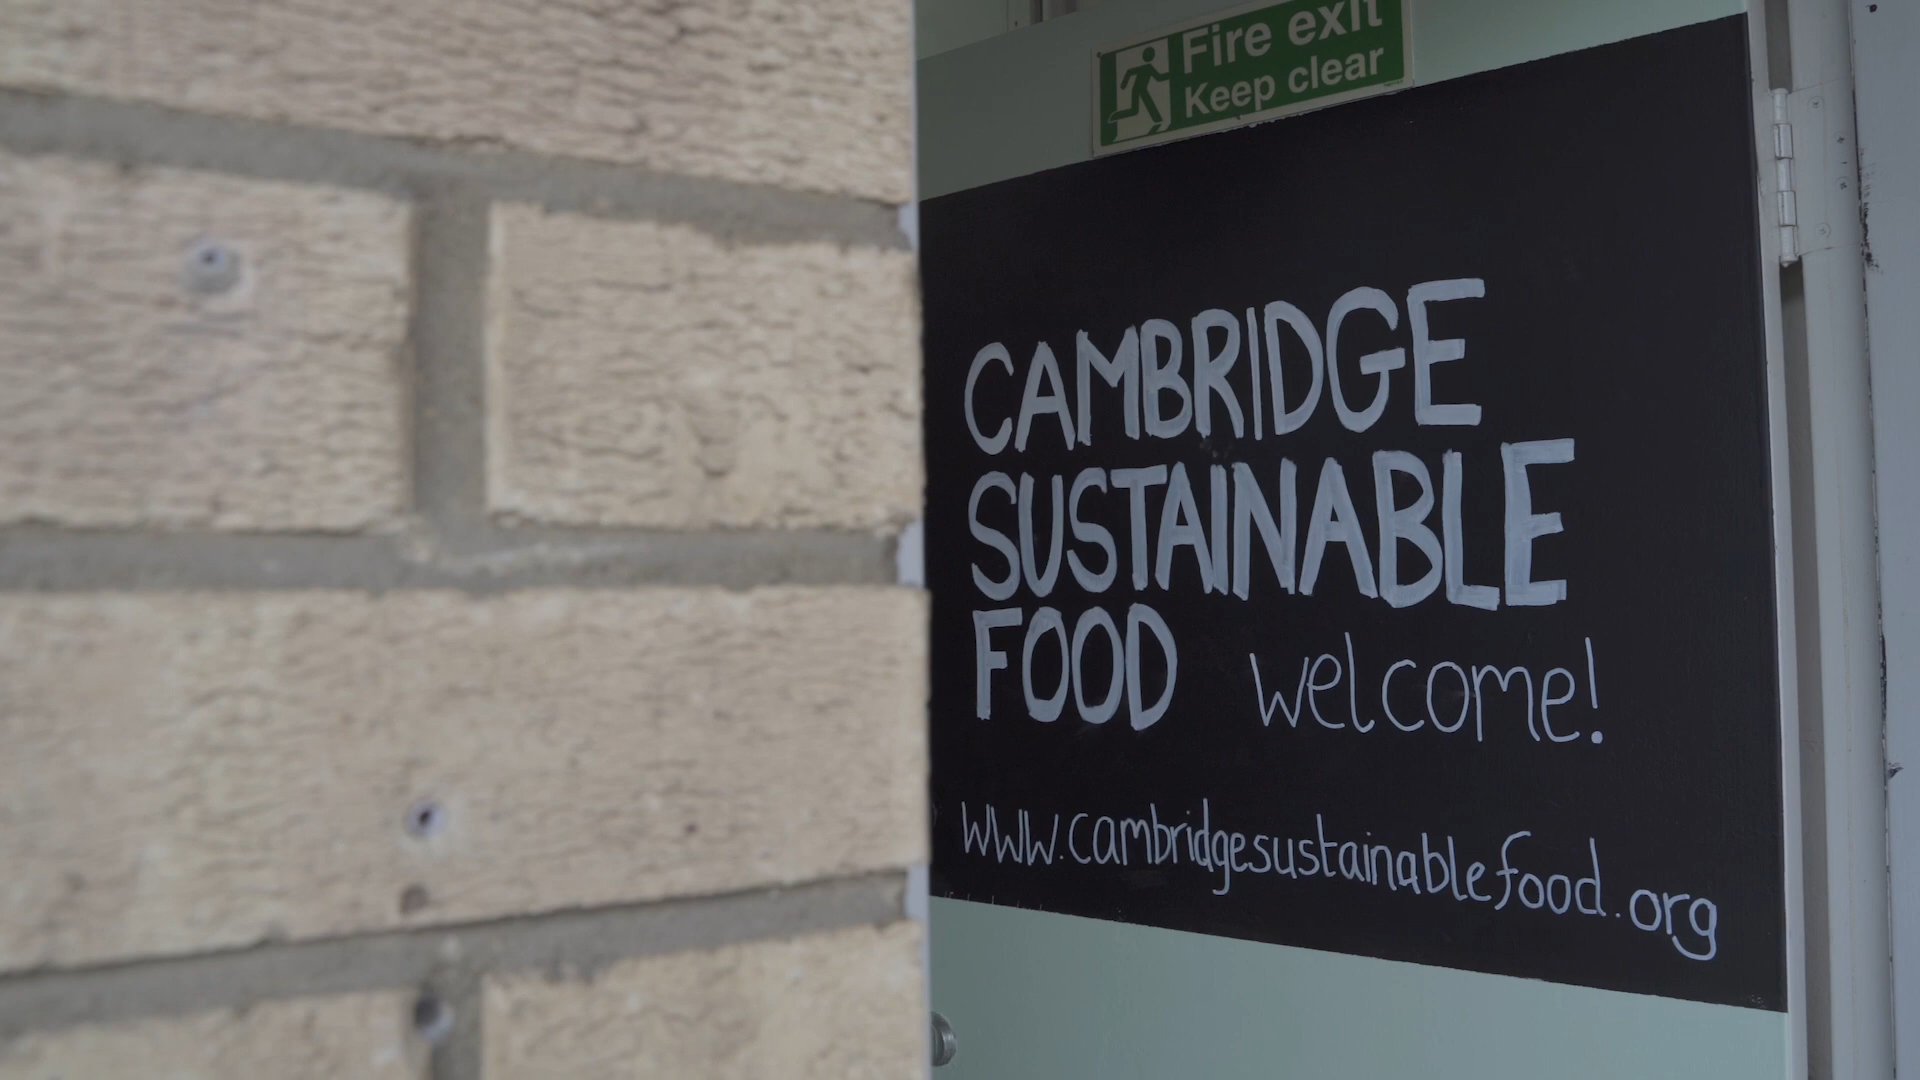 Fire exit
Keep clear
CAMBRIDGE
SUSTAINABLE
FOOD welcome!
www.cambridgesustainablefood.org